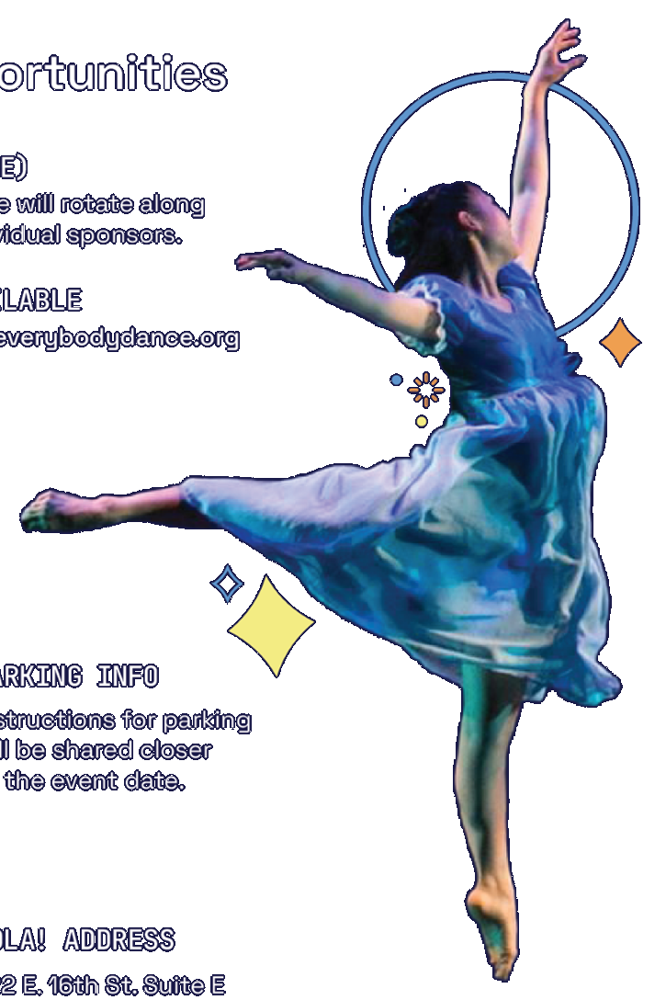 ortunities
E)
e will rotate along
vidual sponsors.
ILABLE
everybodydance.org
ARKING INFO
structions for parking
ll be shared closer
the event date.
OLA! ADDRESS
2 E. 16th St. Suite E